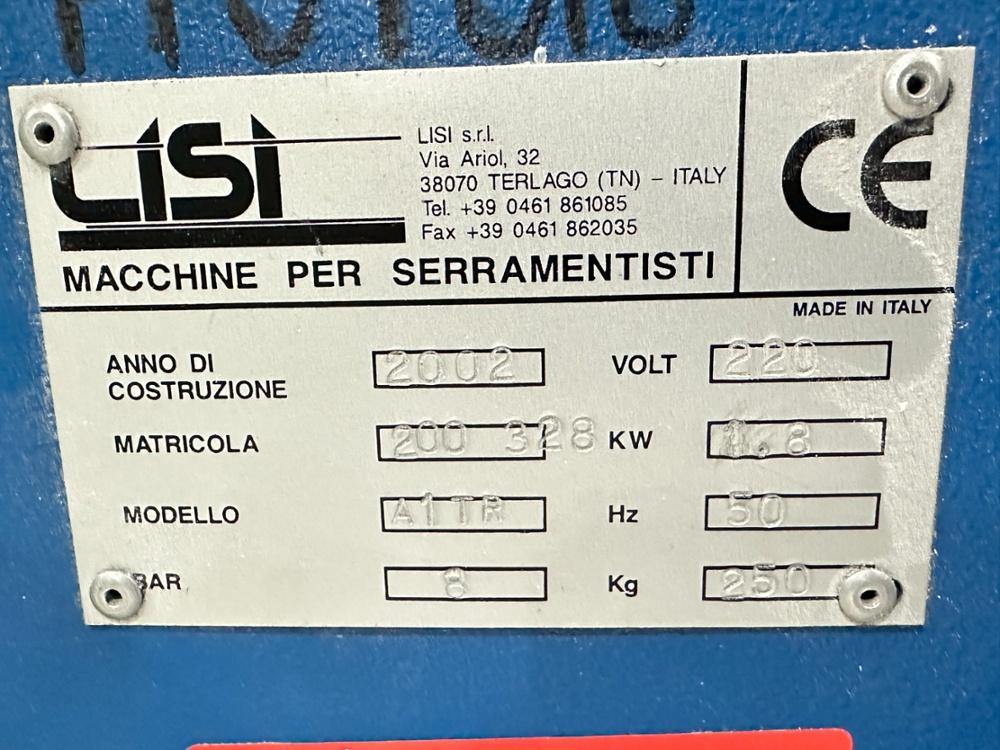 LISI
LISI s.r.l.
Via Ariol, 32
38070 TERLAGO (TN) – ITALY
Tel. +39 0461 861085
Fax +39 0461 862035
CE
MACCHINE PER SERRAMENTISTI
MADE IN ITALY
ANNO DI COSTRUZIONE 2002 VOLT 220
MATRICOLA 200 328 KW 1.8
MODELLO A1TR Hz 50
BAR 8 Kg 250